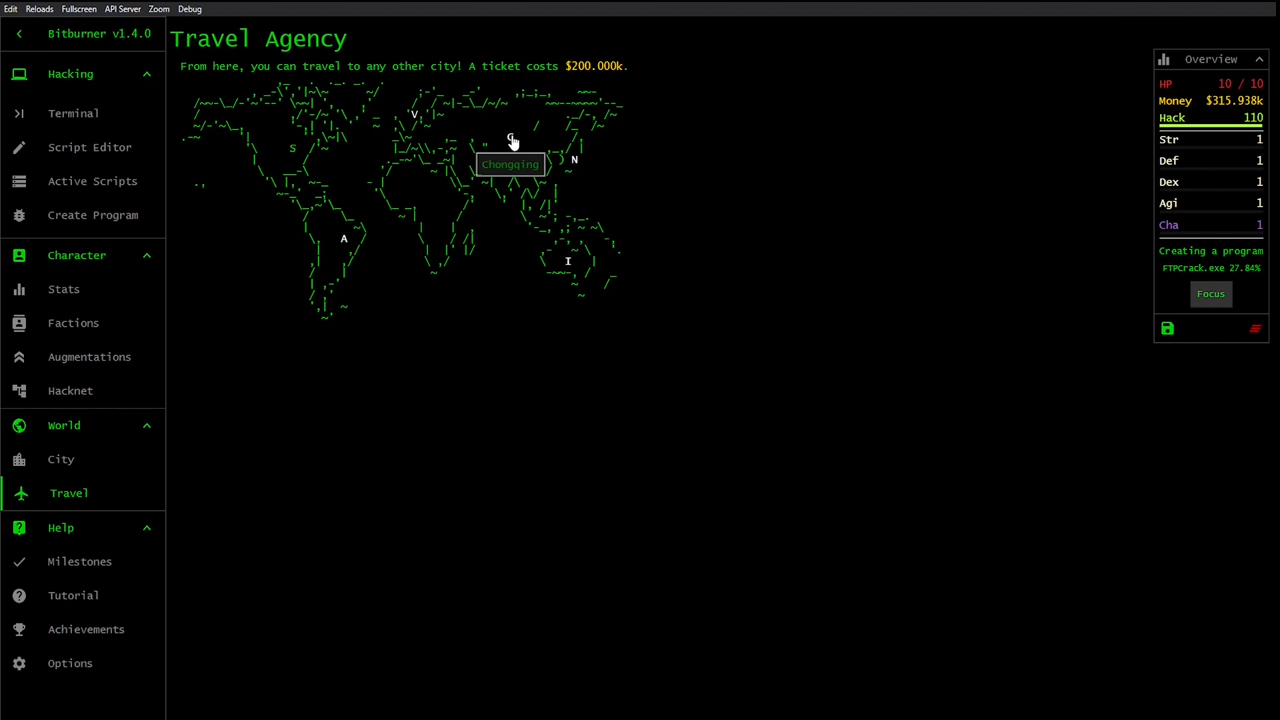 Edit Reloads Fullscreen API Server Zoom Debug
Bitburner v1.4.0
Hacking
Terminal
Script Editor
Active Scripts
Create Program
Character
Stats
Factions
Augmentations
Hacknet
World
City
Travel
Help
Milestones
Tutorial
Achievements
Options
Travel Agency
From here, you can travel to any other city! A ticket costs $200.000k.
V
S
Chongqing
N
A
I
Overview
HP 10 / 10
Money $315.938k
Hack 110
Str 1
Def 1
Dex 1
Agi 1
Cha 1
Creating a program
FTPCrack.exe 27.84%
Focus